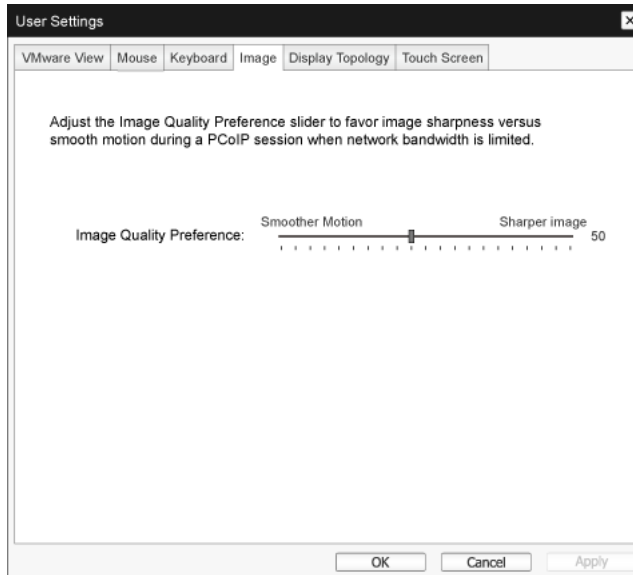 User Settings
VMware View Mouse Keyboard Image Display Topology Touch Screen
Adjust the Image Quality Preference slider to favor image sharpness versus
smooth motion during a PCoIP session when network bandwidth is limited.
Smoother Motion Sharper image
Image Quality Preference: 50
OK Cancel Apply